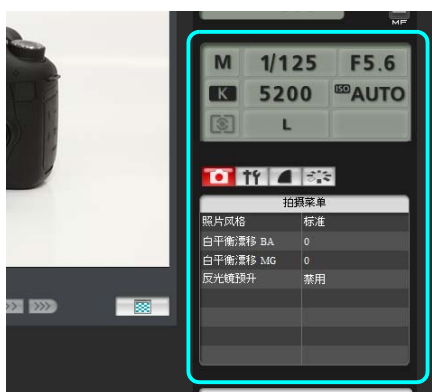 MF
M 1/125 F5.6
K 5200 ISO AUTO
L
拍摄菜单
照片风格 标准
白平衡漂移 BA 0
白平衡漂移 MG 0
反光镜预升 禁用